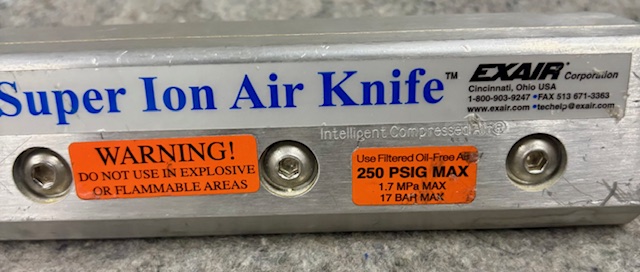 Super Ion Air Knife™
EXAIR® Corporation
Cincinnati, Ohio USA
1-800-903-9247 • FAX 513 671-3363
www.exair.com • techelp@exair.com
Intelligent Compressed Air®
WARNING!
DO NOT USE IN EXPLOSIVE
OR FLAMMABLE AREAS
Use Filtered Oil-Free Air
250 PSIG MAX
1.7 MPa MAX
17 BAR MAX
X